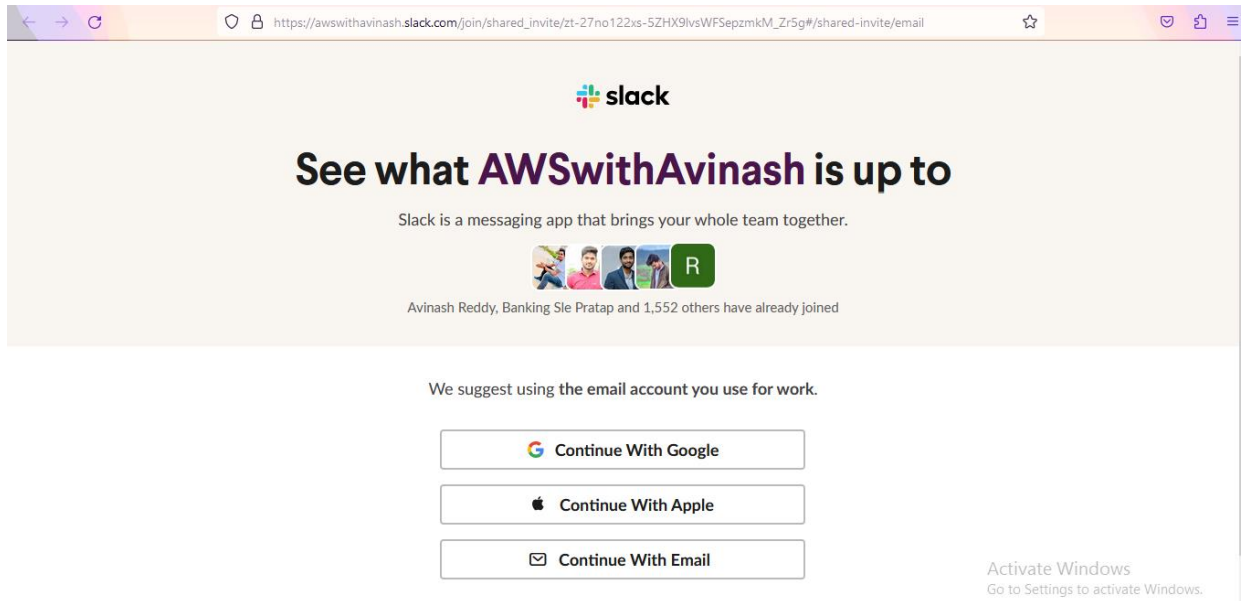 https://awswithavinash.slack.com/join/shared_invite/zt-27no122xs-5ZHX9lvsWFSepzmkM_Zr5g#/shared-invite/email
slack
See what AWSwithAvinash is up to
Slack is a messaging app that brings your whole team together.
R
Avinash Reddy, Banking Sle Pratap and 1,552 others have already joined
We suggest using the email account you use for work.
Continue With Google
Continue With Apple
Continue With Email
Activate Windows
Go to Settings to activate Windows.